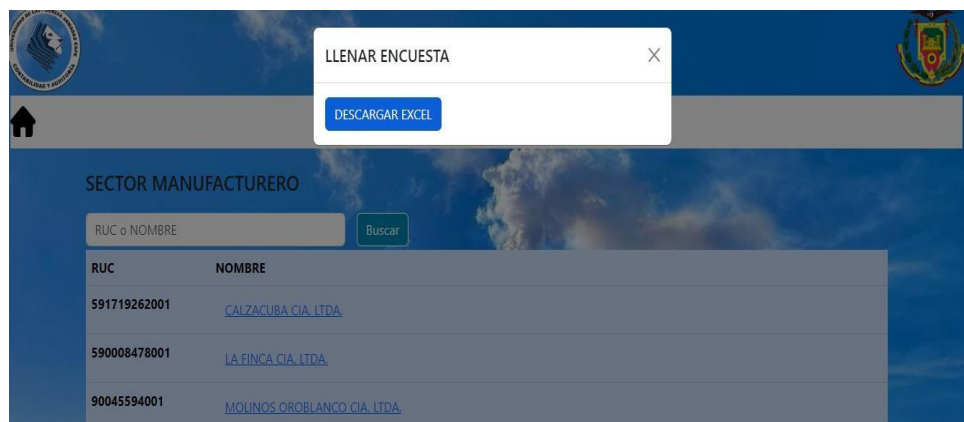 LLENAR ENCUESTA
DESCARGAR EXCEL
SECTOR MANUFACTURERO
RUC o NOMBRE
Buscar
RUC NOMBRE
591719262001 CALZACUBA CIA. LTDA.
590008478001 LA FINCA CIA. LTDA.
90045594001 MOLINOS OROBLANCO CIA. LTDA.